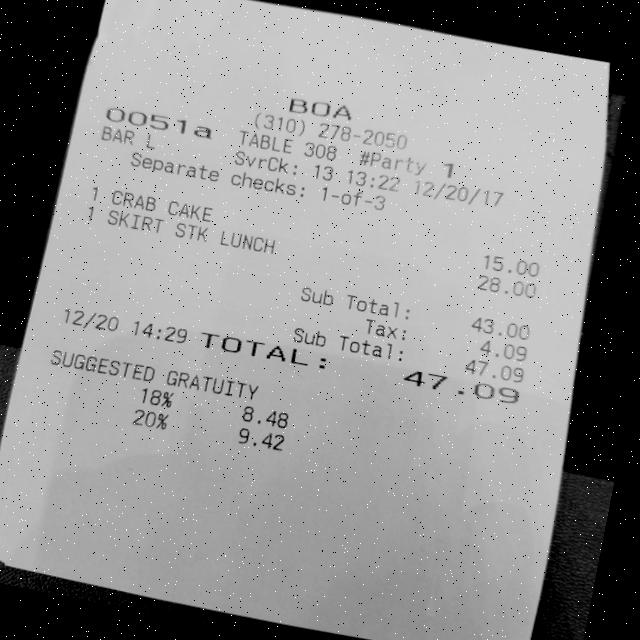 BOA
(310) 278-2050
0051a TABLE 308 #Party 1
BAR L SvrCk: 13 13:22 12/20/17
Separate checks: 1-of-3
1 CRAB CAKE 15.00
1 SKIRT STK LUNCH 28.00
Sub Total: 43.00
Tax: 4.09
Sub Total: 47.09
12/20 14:29 TOTAL: 47.09
SUGGESTED GRATUITY
18% 8.48
20% 9.42